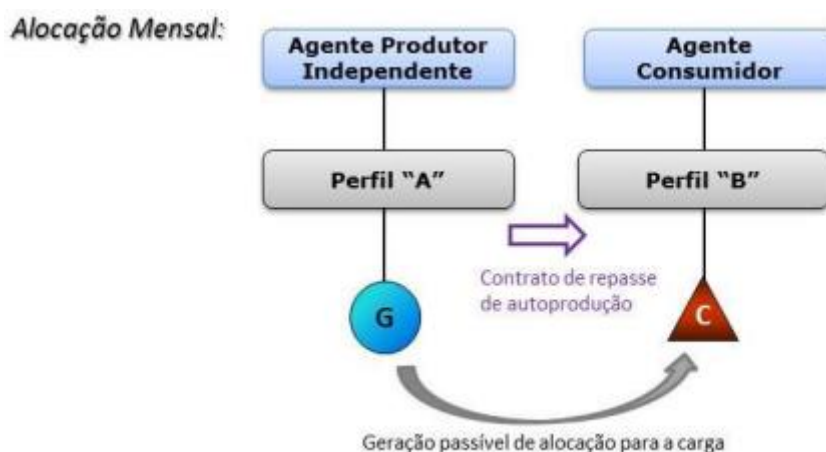 Alocação Mensal:
Agente Produtor
Independente
Agente
Consumidor
Perfil "A"
Perfil "B"
Contrato de repasse
de autoprodução
G
C
Geração passível de alocação para a carga